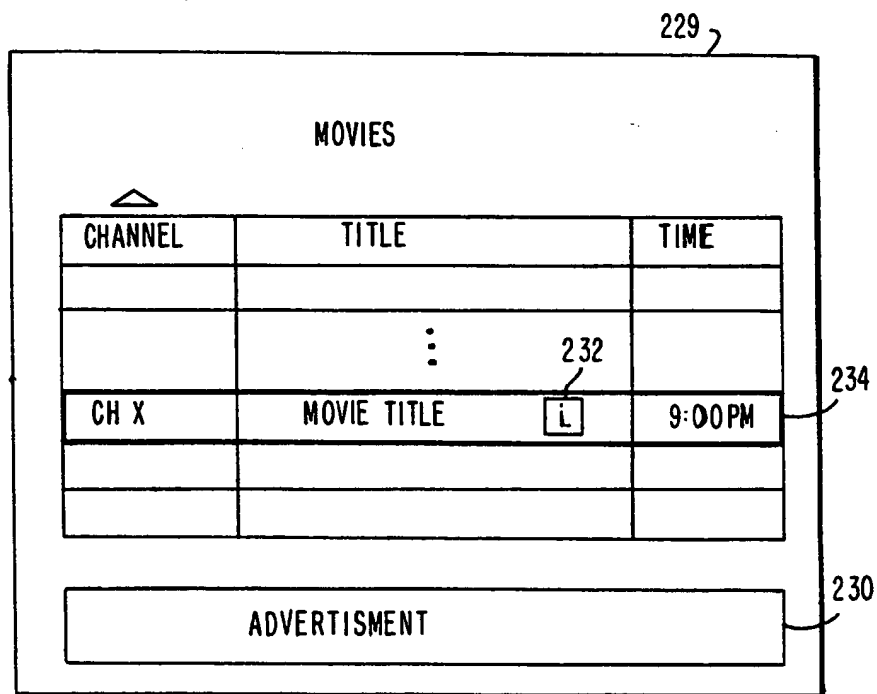 229
MOVIES
CHANNEL TITLE TIME
232
234
CH X MOVIE TITLE i 9:00PM
230
ADVERTISMENT